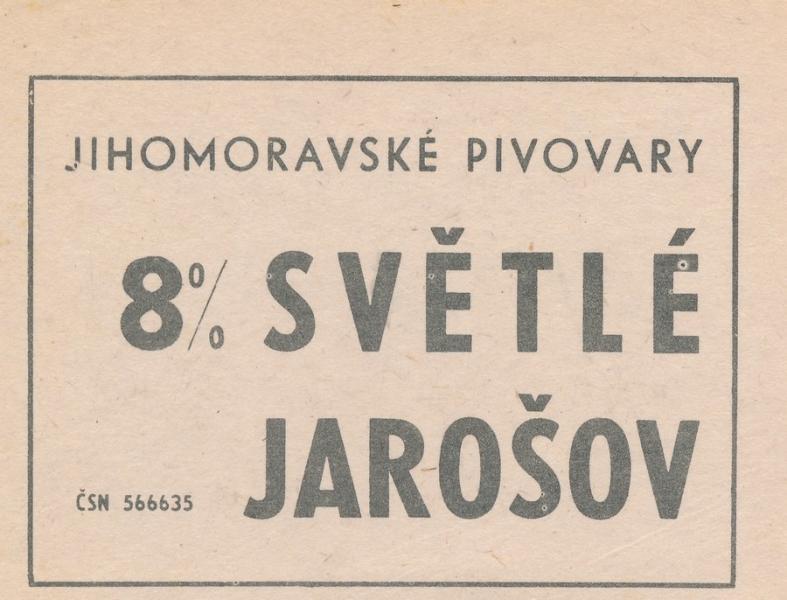 JIHOMORAVSKÉ PIVOVARY
8% SVĚTLÉ
JAROŠOV
ČSN 566635